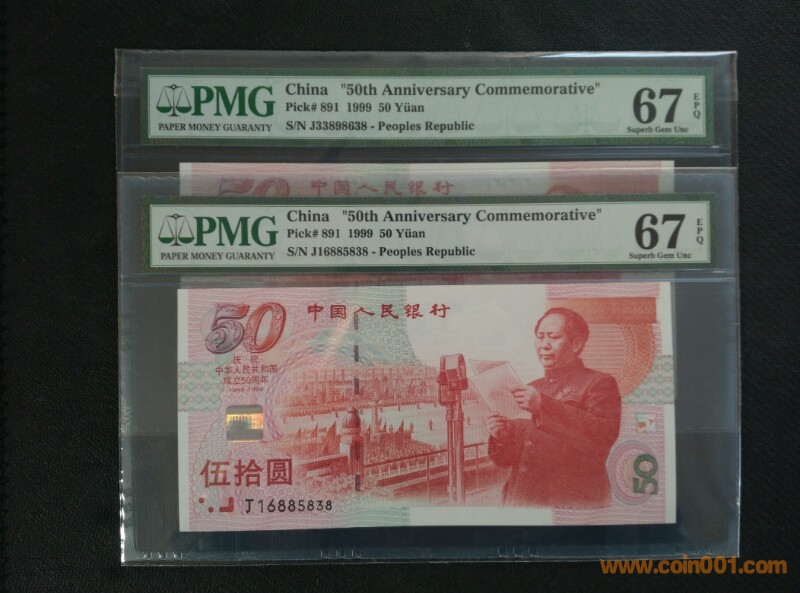 PMG
PAPER MONEY GUARANTY
China "50th Anniversary Commemorative"
Pick# 891 1999 50 Yüan
S/N J33898638 - Peoples Republic
67
EPQ
Superb Gem Unc
50
中国人民银行
PMG
PAPER MONEY GUARANTY
China "50th Anniversary Commemorative"
Pick# 891 1999 50 Yüan
S/N J16885838 - Peoples Republic
67
EPQ
Superb Gem Unc
50
中国人民银行
庆祝
中华人民共和国
成立50周年
1949-1999
伍拾圆
J16885838
50
www.coin001.com